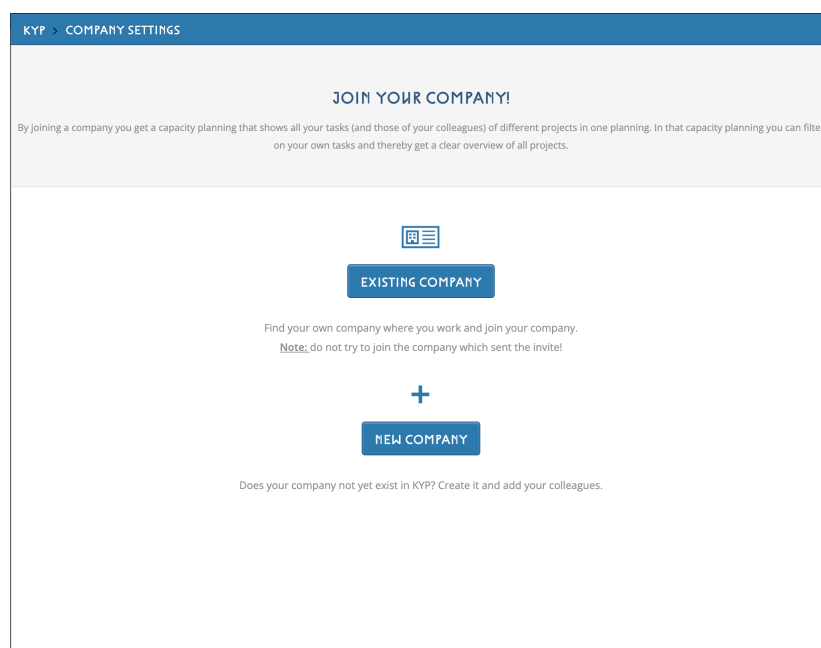 KYP > COMPANY SETTINGS
JOIN YOUR COMPANY!
By joining a company you get a capacity planning that shows all your tasks (and those of your colleagues) of different projects in one planning. In that capacity planning you can filte
on your own tasks and thereby get a clear overview of all projects.
EXISTING COMPANY
Find your own company where you work and join your company.
Note: do not try to join the company which sent the invite!
NEW COMPANY
Does your company not yet exist in KYP? Create it and add your colleagues.